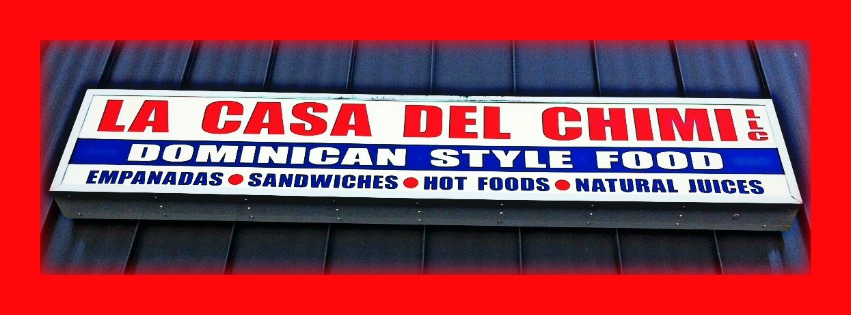 LA CASA DEL CHIMI LLC
DOMINICAN STYLE FOOD
EMPANADAS • SANDWICHES • HOT FOODS • NATURAL JUICES